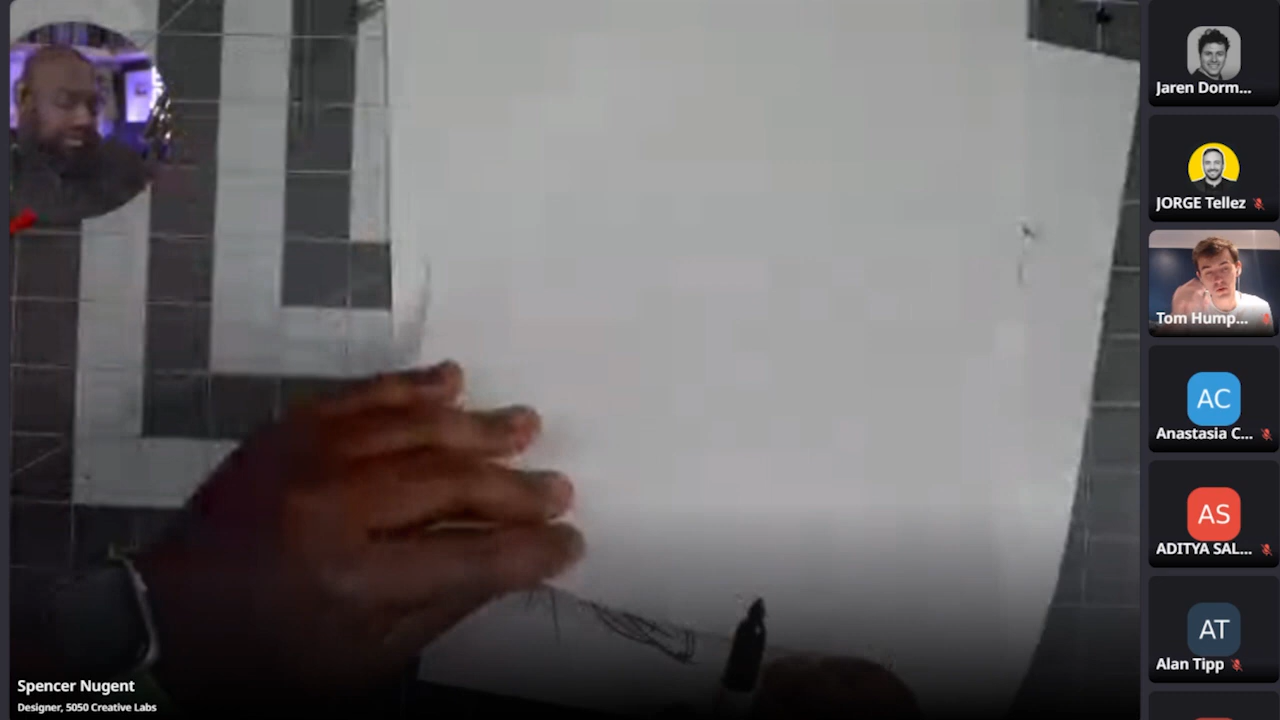 Jaren Dorm...
JORGE Tellez
Tom Hump...
AC
Anastasia C...
AS
ADITYA SAL...
AT
Alan Tipp
Spencer Nugent
Designer, 5050 Creative Labs